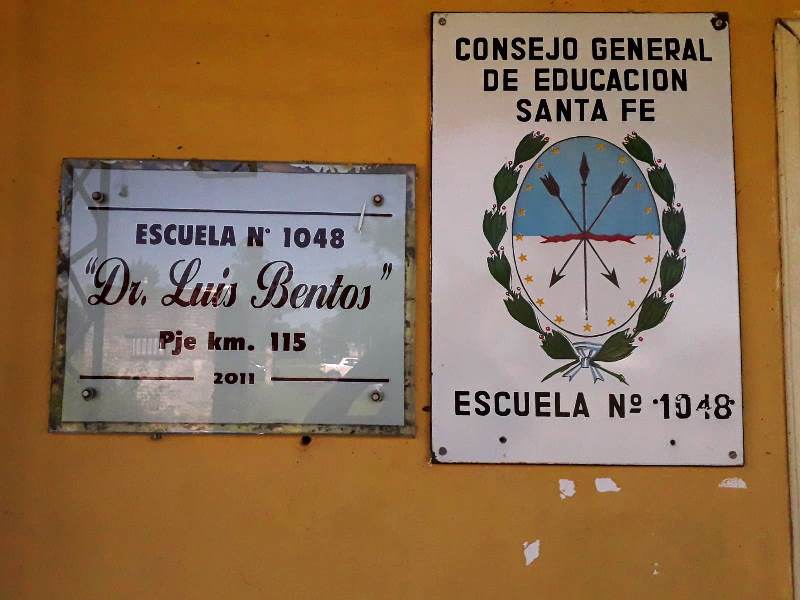 ESCUELA N° 1048
"Dr. Luis Bentos"
Pje km. 115
2011
CONSEJO GENERAL
DE EDUCACION
SANTA FE
ESCUELA Nº 1048